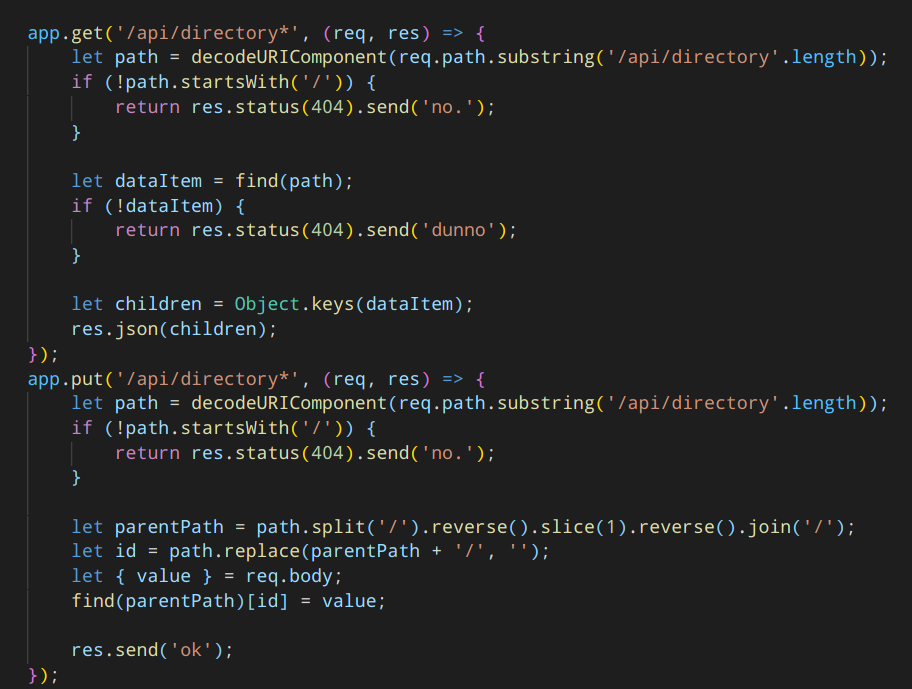 app.get('/api/directory*', (req, res) => {
    let path = decodeURIComponent(req.path.substring('/api/directory'.length));
    if (!path.startsWith('/')) {
        return res.status(404).send('no.');
    }

    let dataItem = find(path);
    if (!dataItem) {
        return res.status(404).send('dunno');
    }

    let children = Object.keys(dataItem);
    res.json(children);
});
app.put('/api/directory*', (req, res) => {
    let path = decodeURIComponent(req.path.substring('/api/directory'.length));
    if (!path.startsWith('/')) {
        return res.status(404).send('no.');
    }

    let parentPath = path.split('/').reverse().slice(1).reverse().join('/');
    let id = path.replace(parentPath + '/', '');
    let { value } = req.body;
    find(parentPath)[id] = value;

    res.send('ok');
});